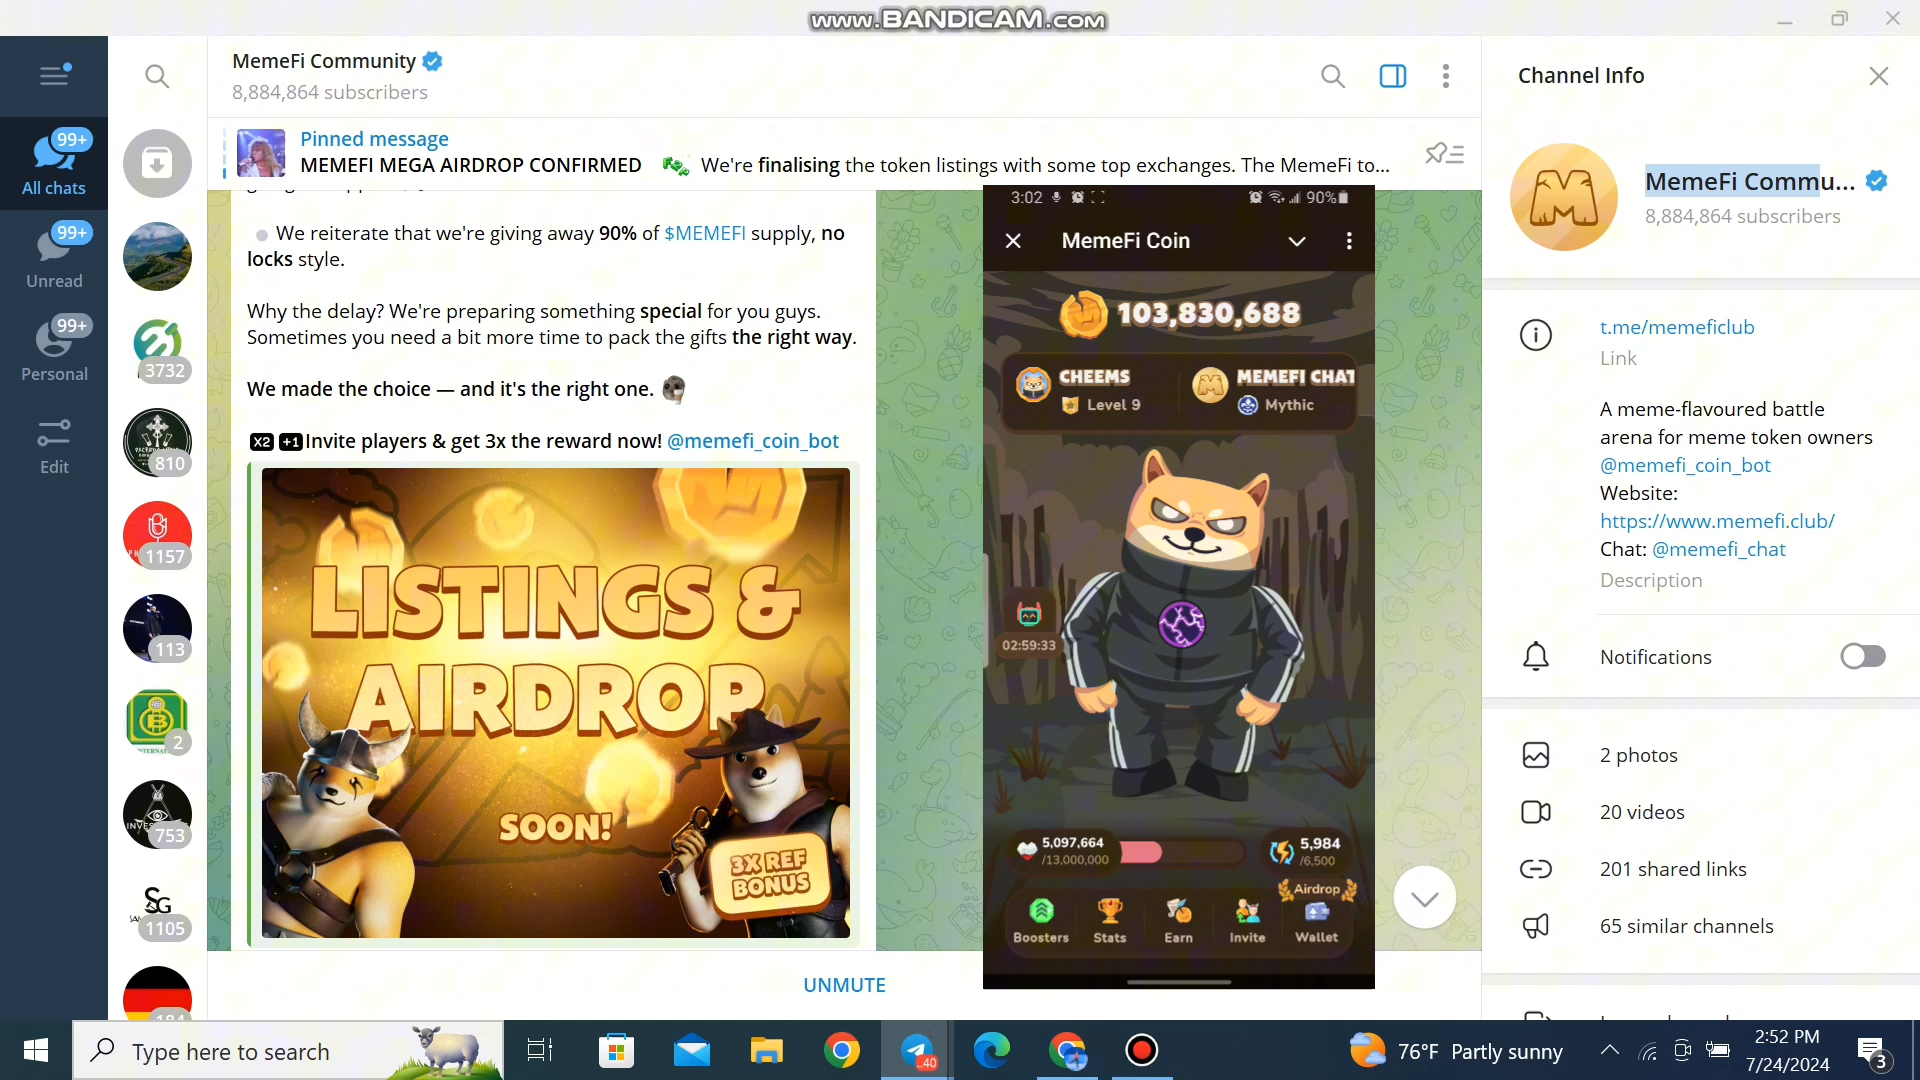 www.BANDICAM.com
MemeFi Community
8,884,864 subscribers
Pinned message
MEMEFI MEGA AIRDROP CONFIRMED We're finalising the token listings with some top exchanges. The MemeFi to...
We reiterate that we're giving away 90% of $MEMEFI supply, no
locks style.
Why the delay? We're preparing something special for you guys.
Sometimes you need a bit more time to pack the gifts the right way.
We made the choice — and it's the right one.
X2 +1 Invite players & get 3x the reward now! @memefi_coin_bot
LISTINGS &
AIRDROP
SOON!
3X REF
BONUS
UNMUTE
99+
All chats
99+
Unread
99+
Personal
Edit
3732
810
1157
113
2
753
SG
1105
3:02
90%
MemeFi Coin
103,830,688
CHEEMS
Level 9
MEMEFI CHAT
Mythic
02:59:33
5,097,664
/13,000,000
5,984
/6,500
Airdrop
Boosters
Stats
Earn
Invite
Wallet
Channel Info
MemeFi Commu...
8,884,864 subscribers
t.me/memeficlub
Link
A meme-flavoured battle
arena for meme token owners
@memefi_coin_bot
Website:
https://www.memefi.club/
Chat: @memefi_chat
Description
Notifications
2 photos
20 videos
201 shared links
65 similar channels
Type here to search
..40
76°F Partly sunny
2:52 PM
7/24/2024
3